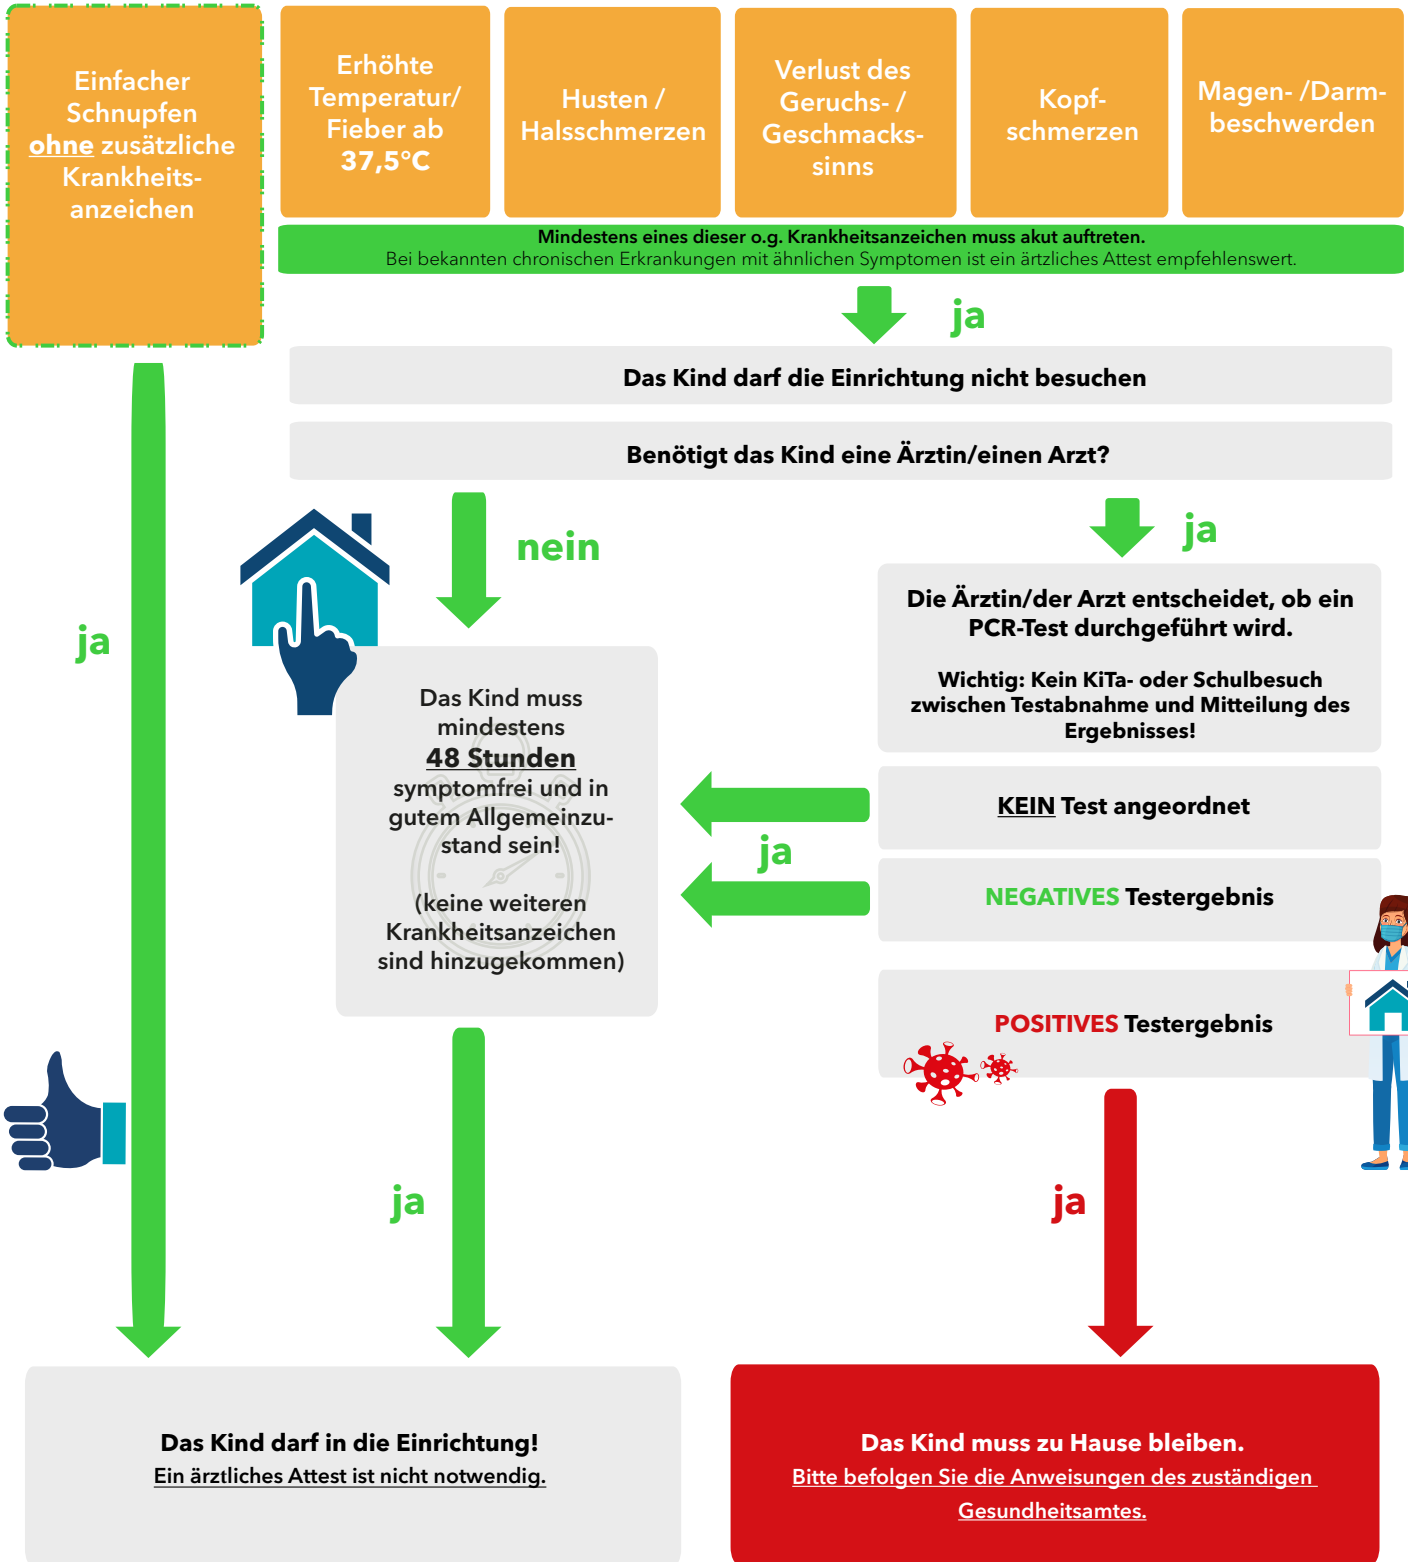 Einfacher
Schnupfen
ohne zusätzliche
Krankheits-
anzeichen
Erhöhte
Temperatur/
Fieber ab
37,5°C
Husten /
Halsschmerzen
Verlust des
Geruchs- /
Geschmacks-
sinns
Kopf-
schmerzen
Magen- /Darm-
beschwerden
Mindestens eines dieser o.g. Krankheitsanzeichen muss akut auftreten.
Bei bekannten chronischen Erkrankungen mit ähnlichen Symptomen ist ein ärtzliches Attest empfehlenswert.
ja
Das Kind darf die Einrichtung nicht besuchen
Benötigt das Kind eine Ärztin/einen Arzt?
nein
ja
ja
Die Ärztin/der Arzt entscheidet, ob ein
PCR-Test durchgeführt wird.
Wichtig: Kein KiTa- oder Schulbesuch
zwischen Testabnahme und Mitteilung des
Ergebnisses!
Das Kind muss
mindestens
48 Stunden
symptomfrei und in
gutem Allgemeinzu-
stand sein!
(keine weiteren
Krankheitsanzeichen
sind hinzugekommen)
KEIN Test angeordnet
ja
NEGATIVES Testergebnis
POSITIVES Testergebnis
ja
ja
Das Kind darf in die Einrichtung!
Ein ärztliches Attest ist nicht notwendig.
Das Kind muss zu Hause bleiben.
Bitte befolgen Sie die Anweisungen des zuständigen
Gesundheitsamtes.